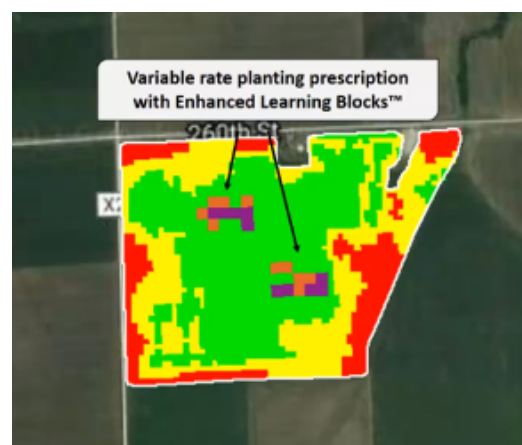 Variable rate planting prescription
with Enhanced Learning Blocks™
260th St